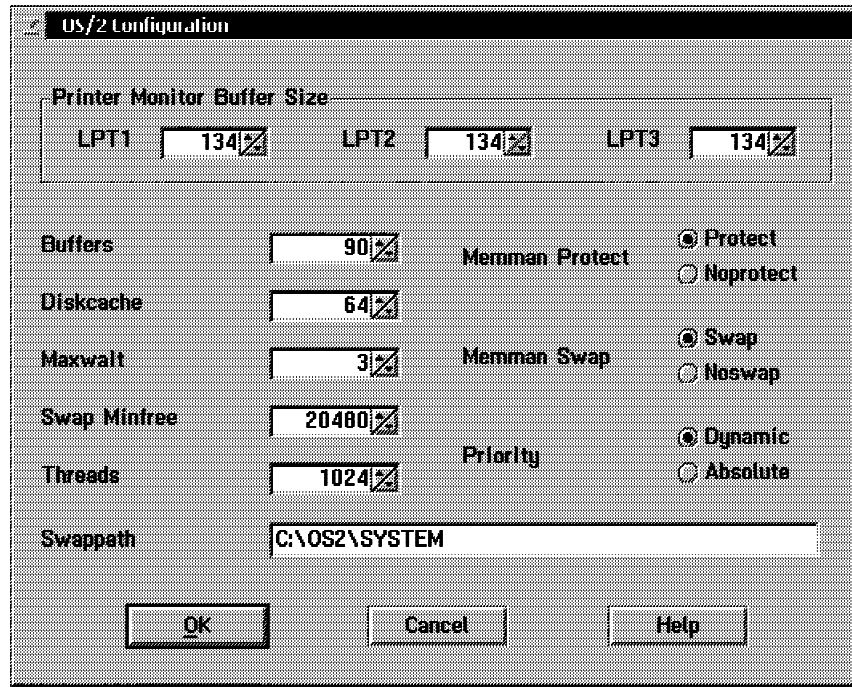 OS/2 Configuration
Printer Monitor Buffer Size
LPT1 134 LPT2 134 LPT3 134
Buffers 90
Diskcache 64
Maxwait 3
Swap Minfree 20480
Threads 1024
Memman Protect
Protect
Noprotect
Memman Swap
Swap
Noswap
Priority
Dynamic
Absolute
Swappath C:\OS2\SYSTEM
OK Cancel Help